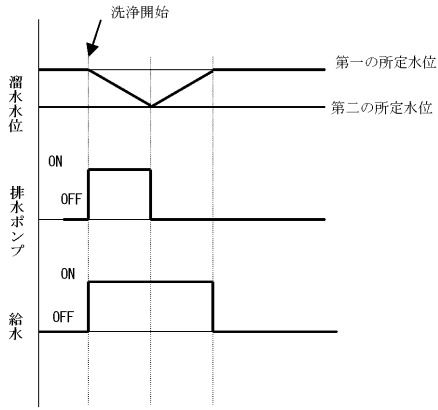 洗浄開始
第一の所定水位
第二の所定水位
溜水水位
ON
OFF
排水ポンプ
ON
OFF
給水